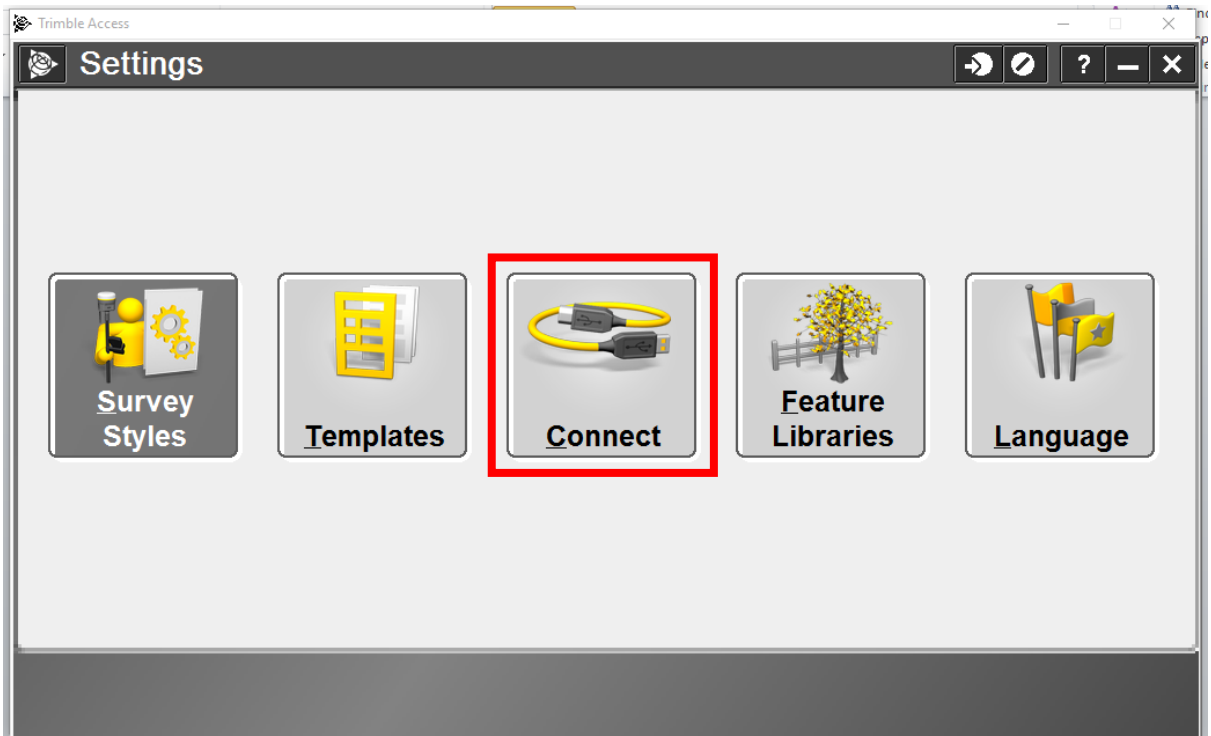 Trimble Access
Settings
?
Survey
Styles
Templates
Connect
Feature
Libraries
Language